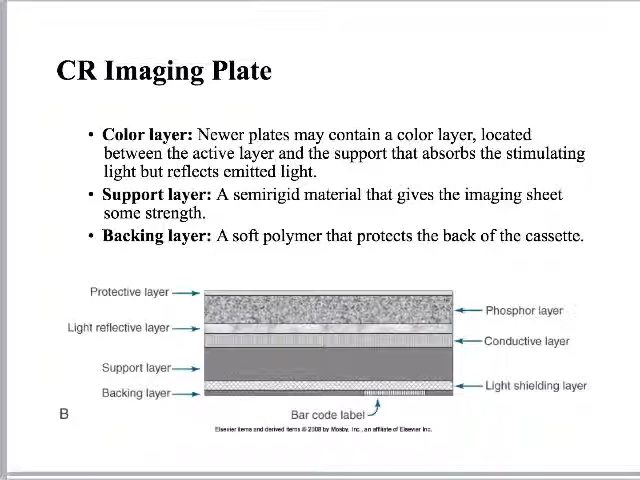 CR Imaging Plate
• Color layer: Newer plates may contain a color layer, located
between the active layer and the support that absorbs the stimulating
light but reflects emitted light.
• Support layer: A semirigid material that gives the imaging sheet
some strength.
• Backing layer: A soft polymer that protects the back of the cassette.
Protective layer
Phosphor layer
Light reflective layer
Conductive layer
Support layer
Light shielding layer
Backing layer
Bar code label
B
Elsevier items and derived items © 2008 by Mosby, Inc., an affiliate of Elsevier Inc.